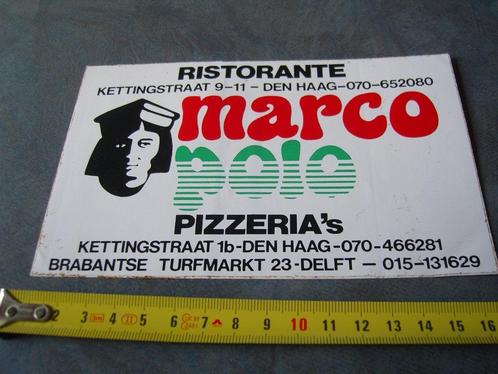 RISTORANTE
KETTINGSTRAAT 9-11 - DEN HAAG-070-652080
marco
polo
PIZZERIA's
KETTINGSTRAAT 1b-DEN HAAG-070-466281
BRABANTSE TURFMARKT 23-DELFT - 015-131629
2 3 4 5 6 7 8 9 10 11 12 13 14 15 16